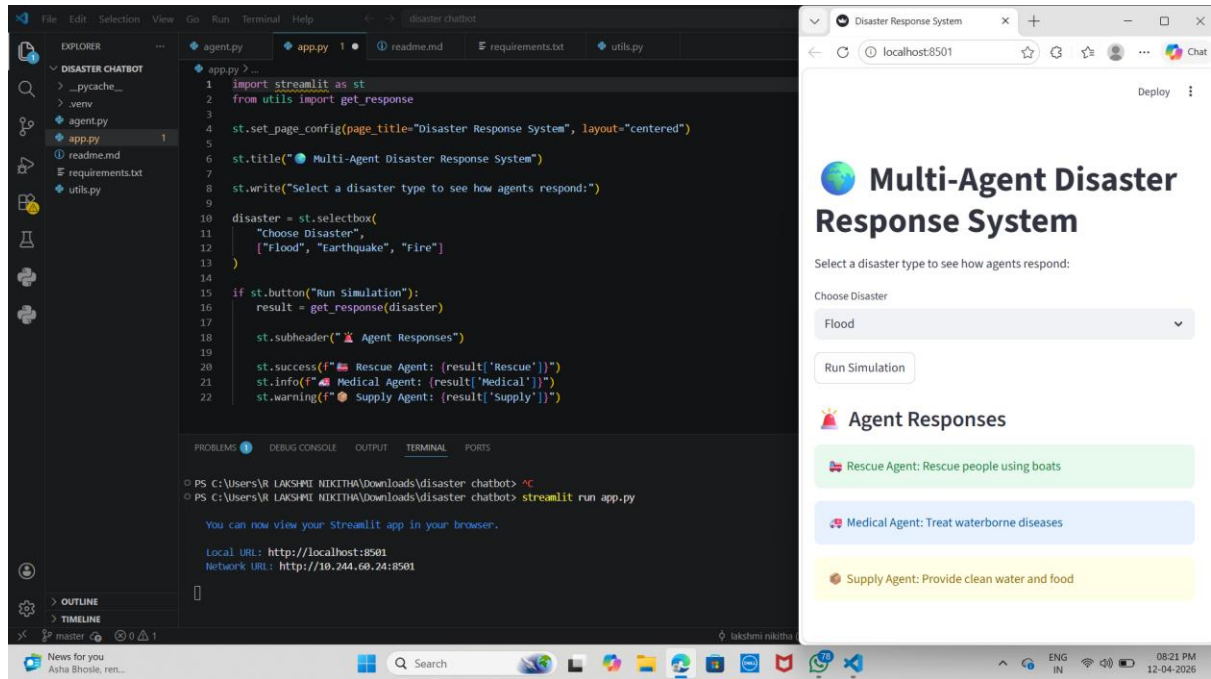 File Edit Selection View Go Run Terminal Help
disaster chatbot
EXPLORER
DISASTER CHATBOT
__pycache__
.venv
agent.py
app.py 1
readme.md
requirements.txt
utils.py
OUTLINE
TIMELINE
agent.py app.py 1 readme.md requirements.txt utils.py
app.py > ...
1 import streamlit as st
2 from utils import get_response
3
4 st.set_page_config(page_title="Disaster Response System", layout="centered")
5
6 st.title("🌍 Multi-Agent Disaster Response System")
7
8 st.write("Select a disaster type to see how agents respond:")
9
10 disaster = st.selectbox(
11 "Choose Disaster",
12 ["Flood", "Earthquake", "Fire"]
13 )
14
15 if st.button("Run Simulation"):
16 result = get_response(disaster)
17
18 st.subheader("🚨 Agent Responses")
19
20 st.success(f"🚒 Rescue Agent: {result['Rescue']}")
21 st.info(f"🚑 Medical Agent: {result['Medical']}")
22 st.warning(f"📦 Supply Agent: {result['Supply']}")
PROBLEMS 1 DEBUG CONSOLE OUTPUT TERMINAL PORTS
PS C:\Users\R LAKSHMI NIKITHA\Downloads\disaster chatbot> ^C
PS C:\Users\R LAKSHMI NIKITHA\Downloads\disaster chatbot> streamlit run app.py
You can now view your Streamlit app in your browser.
Local URL: http://localhost:8501
Network URL: http://10.244.60.24:8501
master 0 1
lakshmi nikitha
Disaster Response System
localhost:8501
Chat
Deploy
🌍 Multi-Agent Disaster
Response System
Select a disaster type to see how agents respond:
Choose Disaster
Flood
Run Simulation
🚨 Agent Responses
🚒 Rescue Agent: Rescue people using boats
🚑 Medical Agent: Treat waterborne diseases
📦 Supply Agent: Provide clean water and food
News for you
Asha Bhosle, ren...
Search
78
ENG
IN
08:21 PM
12-04-2026